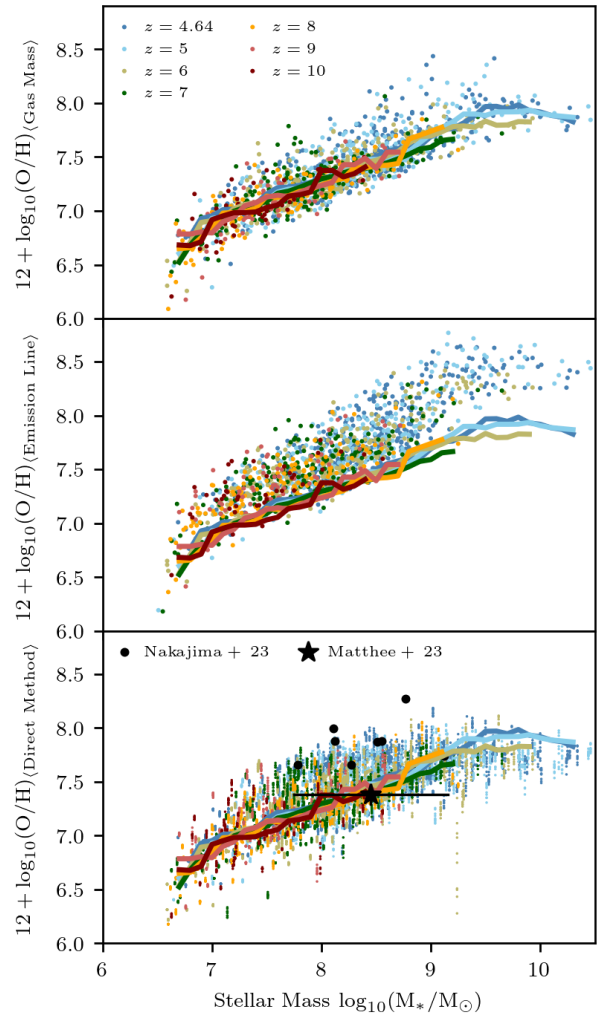 z = 4.64
z = 5
z = 6
z = 7
z = 8
z = 9
z = 10
12 + log₁₀(O/H)⟨Gas Mass⟩
8.5
8.0
7.5
7.0
6.5
6.0
12 + log₁₀(O/H)⟨Emission Line⟩
8.5
8.0
7.5
7.0
6.5
6.0
Nakajima + 23
Matthee + 23
12 + log₁₀(O/H)⟨Direct Method⟩
8.5
8.0
7.5
7.0
6.5
6.0
6 7 8 9 10
Stellar Mass log₁₀(M*/M⊙)